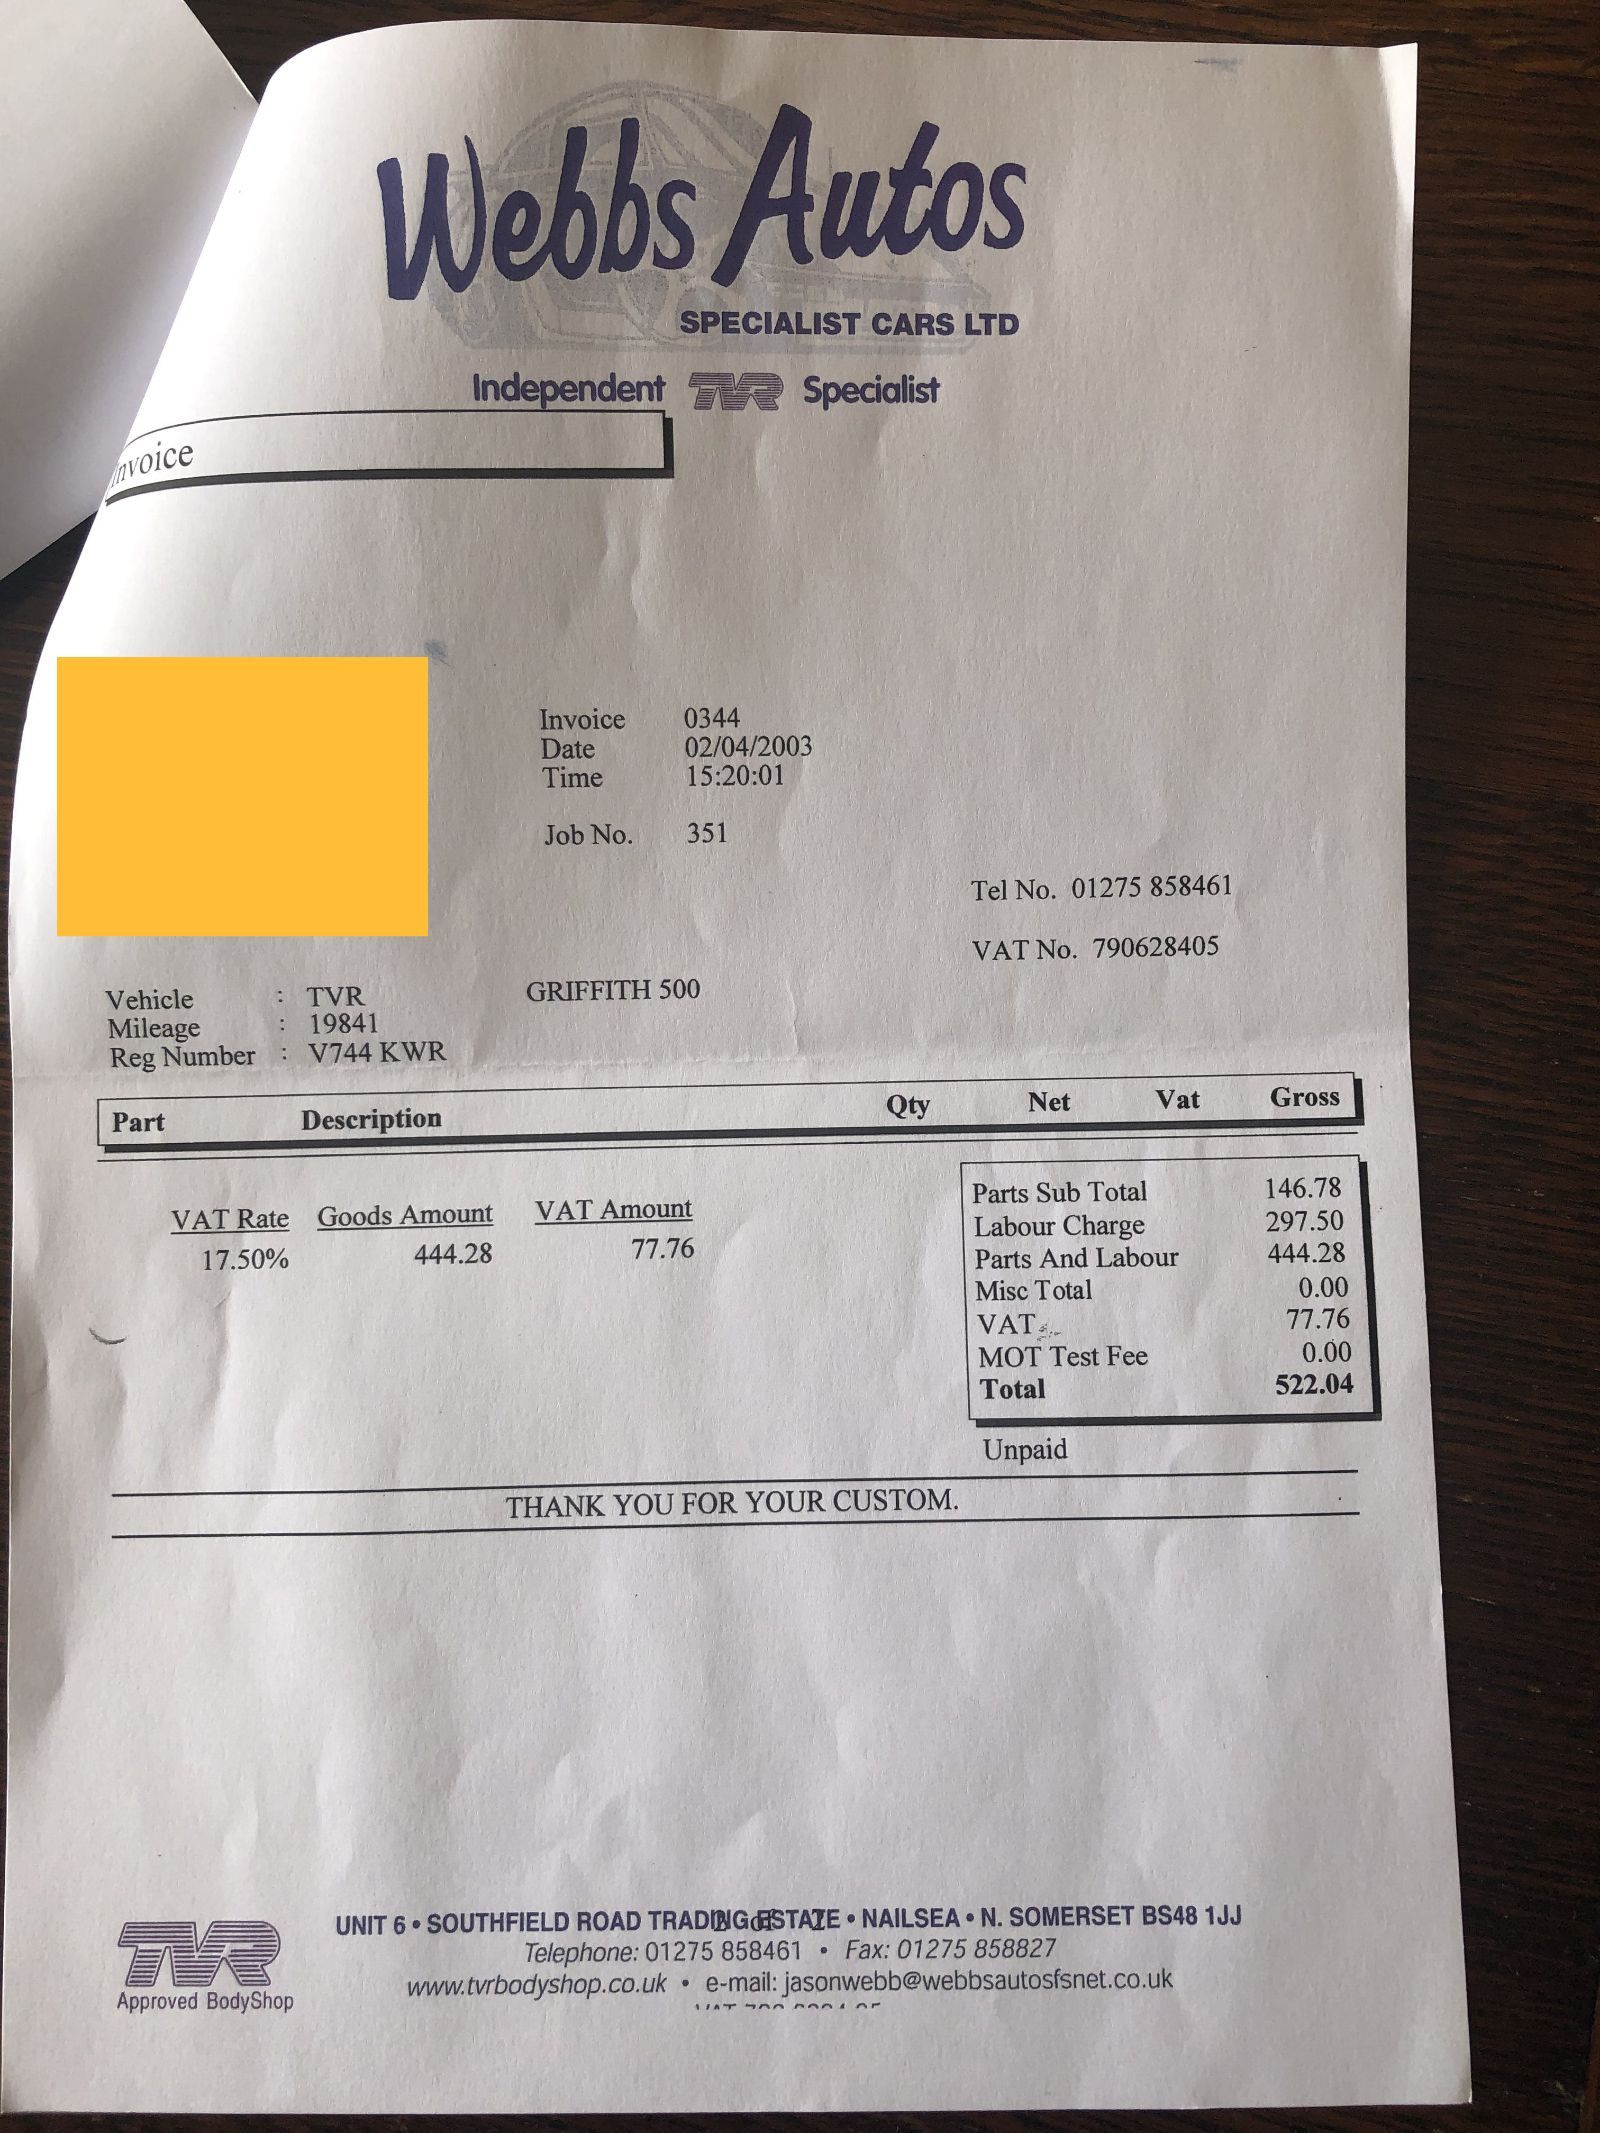 Webbs Autos
SPECIALIST CARS LTD
Independent TVR Specialist
Invoice
Invoice 0344
Date 02/04/2003
Time 15:20:01
Job No. 351
Tel No. 01275 858461
VAT No. 790628405
Vehicle : TVR GRIFFITH 500
Mileage : 19841
Reg Number : V744 KWR
Part Description Qty Net Vat Gross
VAT Rate Goods Amount VAT Amount
17.50% 444.28 77.76
Parts Sub Total 146.78
Labour Charge 297.50
Parts And Labour 444.28
Misc Total 0.00
VAT 77.76
MOT Test Fee 0.00
Total 522.04
Unpaid
THANK YOU FOR YOUR CUSTOM.
2 of 2
UNIT 6 • SOUTHFIELD ROAD TRADING ESTATE • NAILSEA • N. SOMERSET BS48 1JJ
Telephone: 01275 858461 • Fax: 01275 858827
www.tvrbodyshop.co.uk • e-mail: jasonwebb@webbsautosfsnet.co.uk
TVR
Approved BodyShop